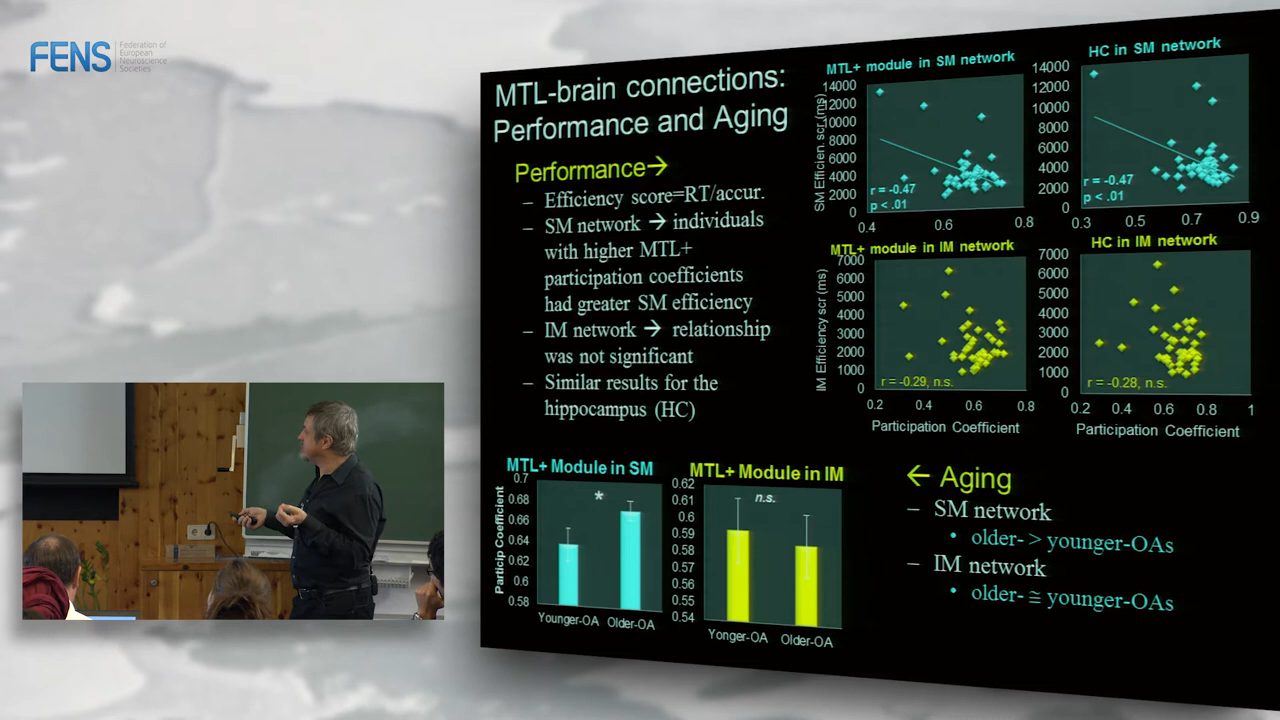 FENS
Federation of
European
Neuroscience
Societies
MTL-brain connections:
Performance and Aging
Performance→
– Efficiency score=RT/accur.
– SM network → individuals
with higher MTL+
participation coefficients
had greater SM efficiency
– IM network → relationship
was not significant
– Similar results for the
hippocampus (HC)
MTL+ module in SM network
SM Efficien. scr (ms)
14000
12000
10000
8000
6000
4000
2000
0
r = -0.47
p < .01
0.4 0.6 0.8
HC in SM network
14000
12000
10000
8000
6000
4000
2000
0
r = -0.47
p < .01
0.3 0.5 0.7 0.9
MTL+ module in IM network
IM Efficiency scr (ms)
7000
6000
5000
4000
3000
2000
1000
0
r = -0.29, n.s.
0.2 0.4 0.6 0.8
Participation Coefficient
HC in IM network
7000
6000
5000
4000
3000
2000
1000
0
r = -0.28, n.s.
0.2 0.4 0.6 0.8 1
Participation Coefficient
MTL+ Module in SM
Particip Coefficient
0.7
0.68
0.66
0.64
0.62
0.6
0.58
*
Younger-OA Older-OA
MTL+ Module in IM
0.62
0.61
0.6
0.59
0.58
0.57
0.56
0.55
0.54
n.s.
Yonger-OA Older-OA
← Aging
– SM network
• older- > younger-OAs
– IM network
• older- ≅ younger-OAs